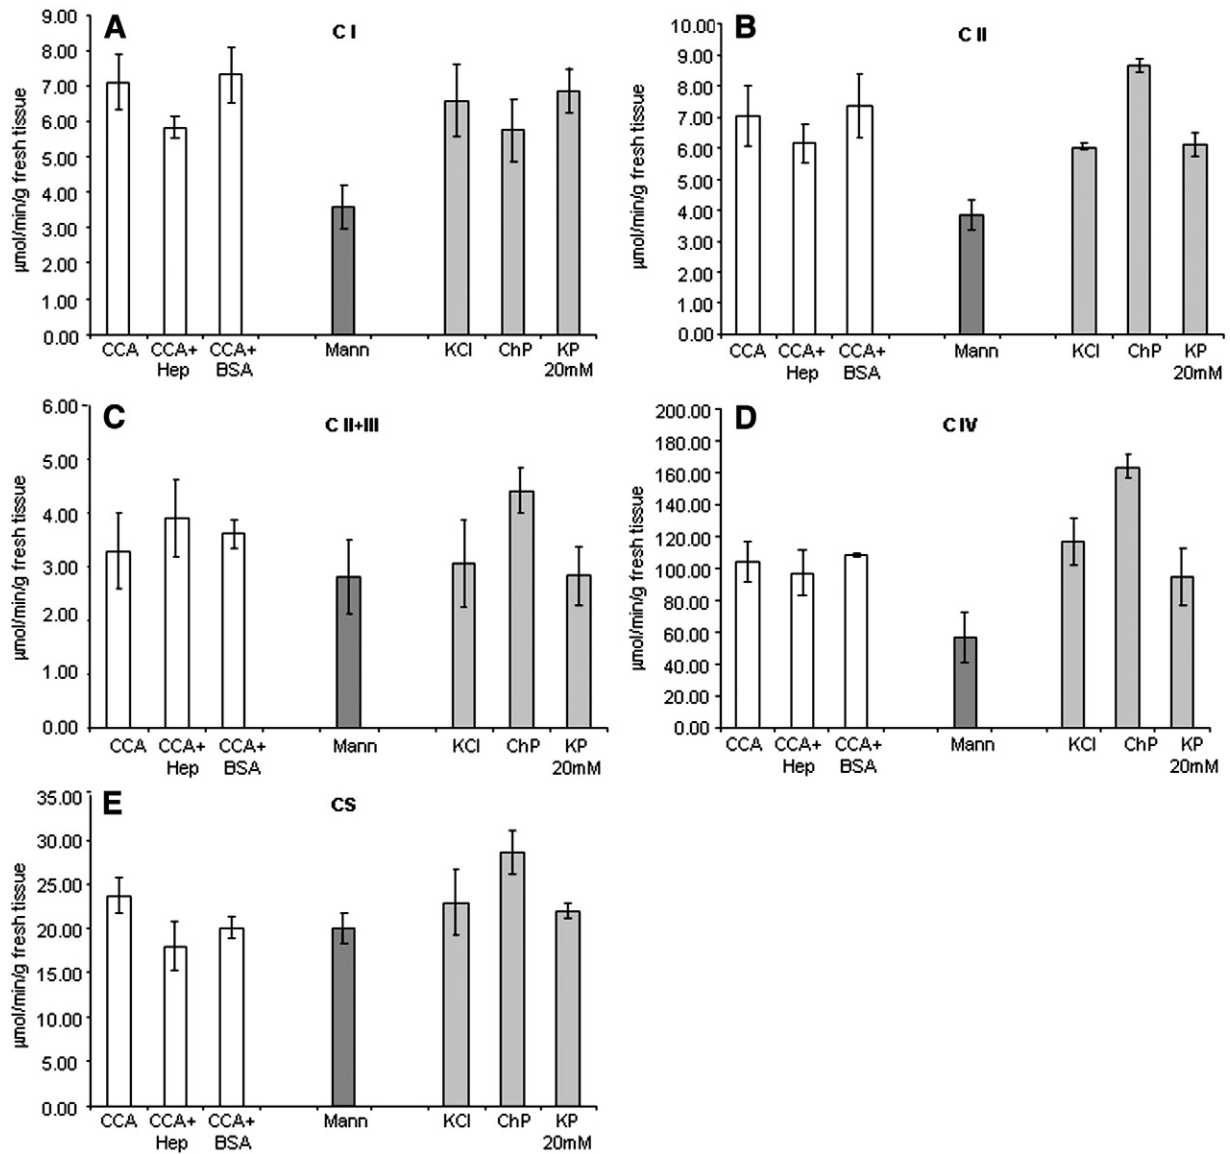 A
C I
µmol/min/g fresh tissue
9.00
8.00
7.00
6.00
5.00
4.00
3.00
2.00
1.00
0.00
CCA
CCA+
Hep
CCA+
BSA
Mann
KCl
ChP
KP
20mM
B
C II
µmol/min/g fresh tissue
10.00
9.00
8.00
7.00
6.00
5.00
4.00
3.00
2.00
1.00
0.00
CCA
CCA+
Hep
CCA+
BSA
Mann
KCl
ChP
KP
20mM
C
C II+III
µmol/min/g fresh tissue
6.00
5.00
4.00
3.00
2.00
1.00
0.00
CCA
CCA+
Hep
CCA+
BSA
Mann
KCl
ChP
KP
20mM
D
C IV
µmol/min/g fresh tissue
200.00
180.00
160.00
140.00
120.00
100.00
80.00
60.00
40.00
20.00
0.00
CCA
CCA+
Hep
CCA+
BSA
Mann
KCl
ChP
KP
20mM
E
CS
µmol/min/g fresh tissue
35.00
30.00
25.00
20.00
15.00
10.00
5.00
0.00
CCA
CCA+
Hep
CCA+
BSA
Mann
KCl
ChP
KP
20mM